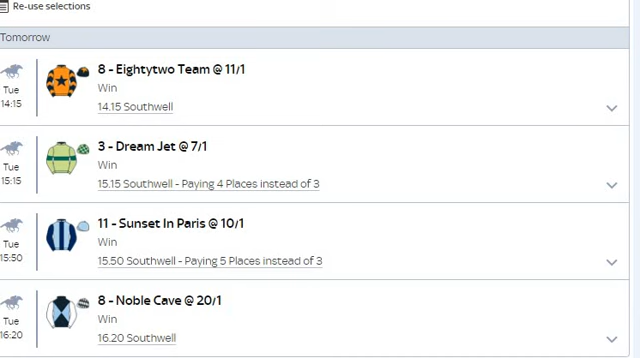 Re-use selections
Tomorrow
8 - Eightytwo Team @ 11/1
Win
Tue
14:15
14.15 Southwell
3 - Dream Jet @ 7/1
Win
Tue
15:15
15.15 Southwell - Paying 4 Places instead of 3
11 - Sunset In Paris @ 10/1
Win
Tue
15:50
15.50 Southwell - Paying 5 Places instead of 3
8 - Noble Cave @ 20/1
Win
Tue
16:20
16.20 Southwell